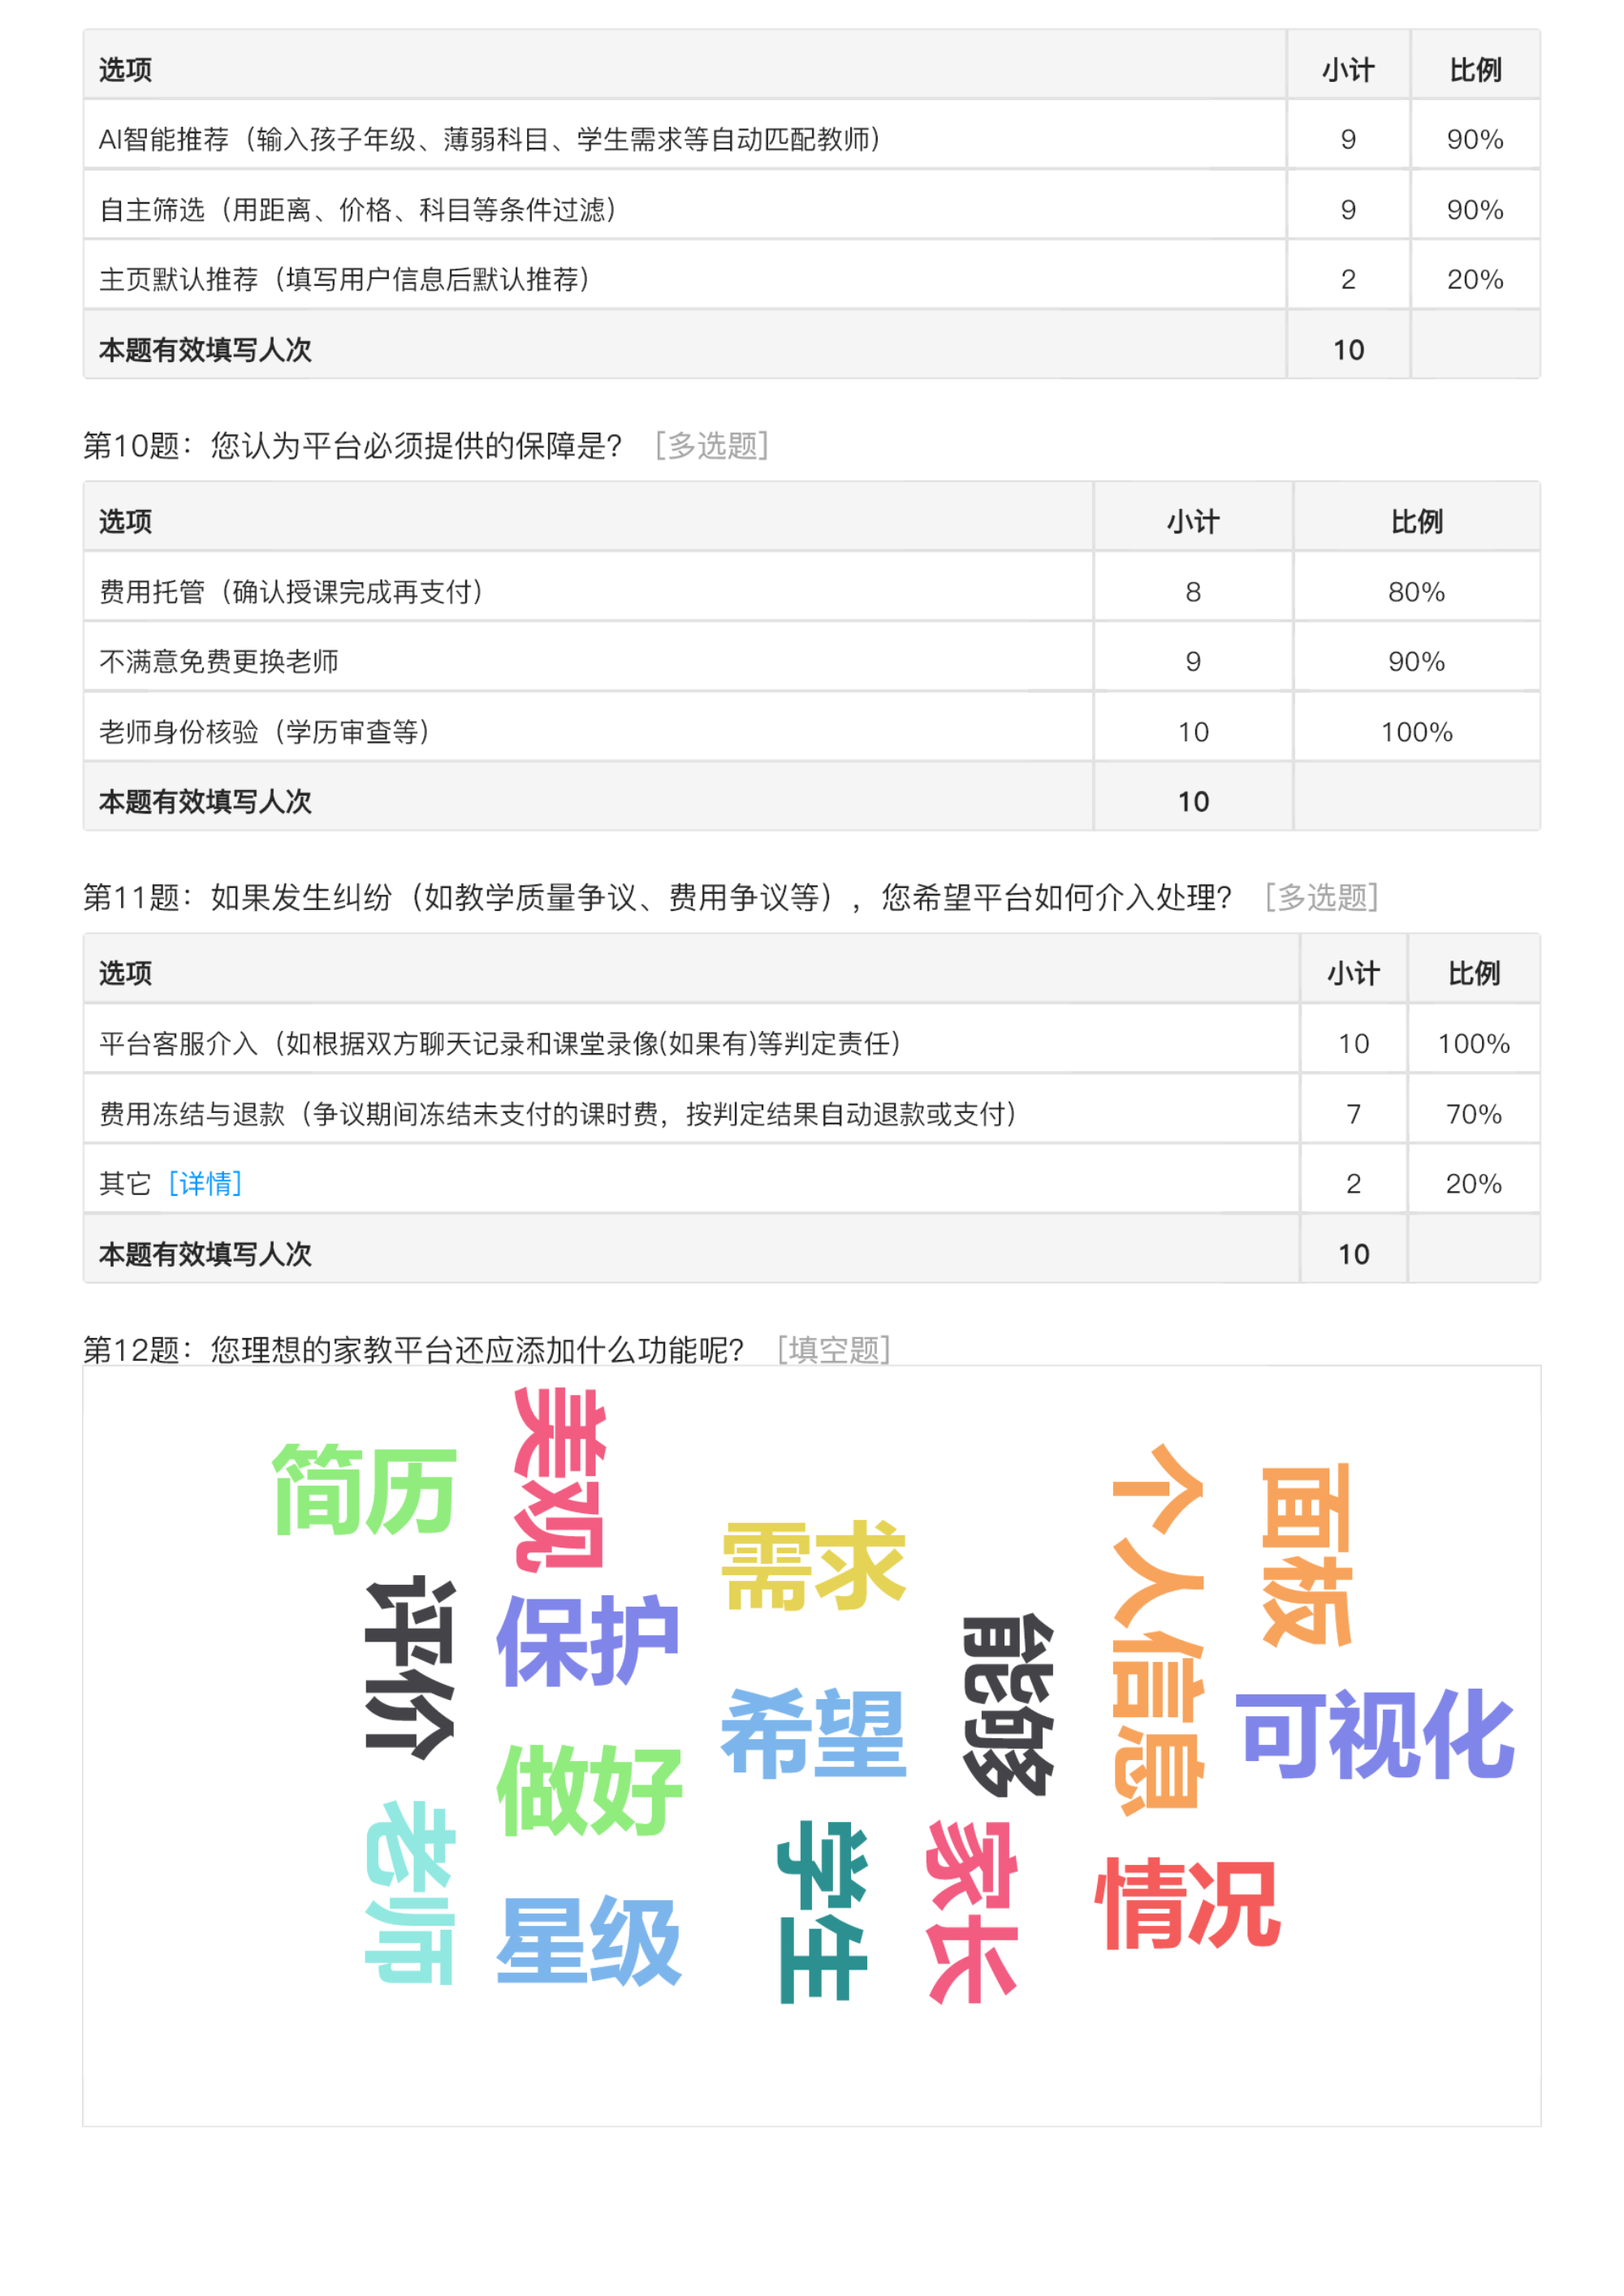 选项 小计 比例
AI智能推荐（输入孩子年级、薄弱科目、学生需求等自动匹配教师） 9 90%
自主筛选（用距离、价格、科目等条件过滤） 9 90%
主页默认推荐（填写用户信息后默认推荐） 2 20%
本题有效填写人次 10
第10题：您认为平台必须提供的保障是？ [多选题]
选项 小计 比例
费用托管（确认授课完成再支付） 8 80%
不满意免费更换老师 9 90%
老师身份核验（学历审查等） 10 100%
本题有效填写人次 10
第11题：如果发生纠纷（如教学质量争议、费用争议等），您希望平台如何介入处理？ [多选题]
选项 小计 比例
平台客服介入（如根据双方聊天记录和课堂录像(如果有)等判定责任） 10 100%
费用冻结与退款（争议期间冻结未支付的课时费，按判定结果自动退款或支付） 7 70%
其它 [详情] 2 20%
本题有效填写人次 10
第12题：您理想的家教平台还应添加什么功能呢？ [填空题]
简历
美观
需求
个人信息
面板
评价
保护
希望
能够
可视化
做好
老师
星级
学生
家长
情况